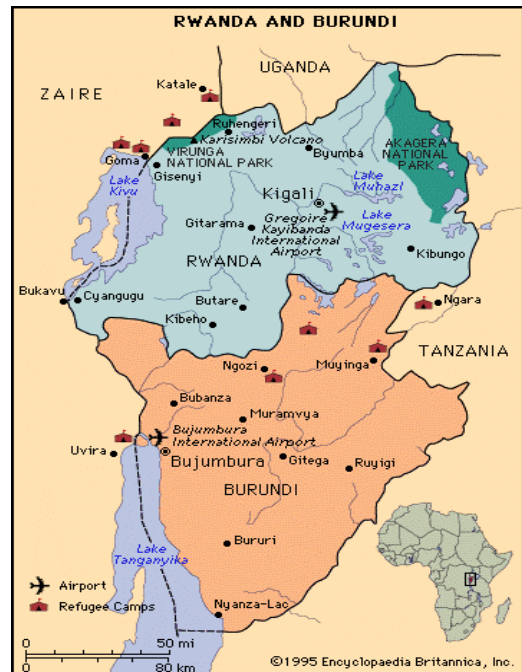 RWANDA AND BURUNDI
UGANDA
ZAIRE
Katale
Ruhengeri
Karisimbi Volcano
VIRUNGA
NATIONAL PARK
Byumba
AKAGERA
NATIONAL
PARK
Goma
Gisenyi
Lake
Kivu
Lake
Muhazl
Kigali
Gitarama
Gregoire
Kayibanda
International
Airport
Lake
Mugesera
RWANDA
Kibungo
Bukavu
Cyangugu
Butare
Kibeho
Ngara
TANZANIA
Ngozi
Muyinga
Bubanza
Muramvya
Bujumbura
International Airport
Uvira
Bujumbura
Gitega
Ruyigi
BURUNDI
Lake
Tanganyika
Bururi
Airport
Refugee Camps
Nyanza-Lac
0 50 mi
0 80 km
©1995 Encyclopaedia Britannica, Inc.